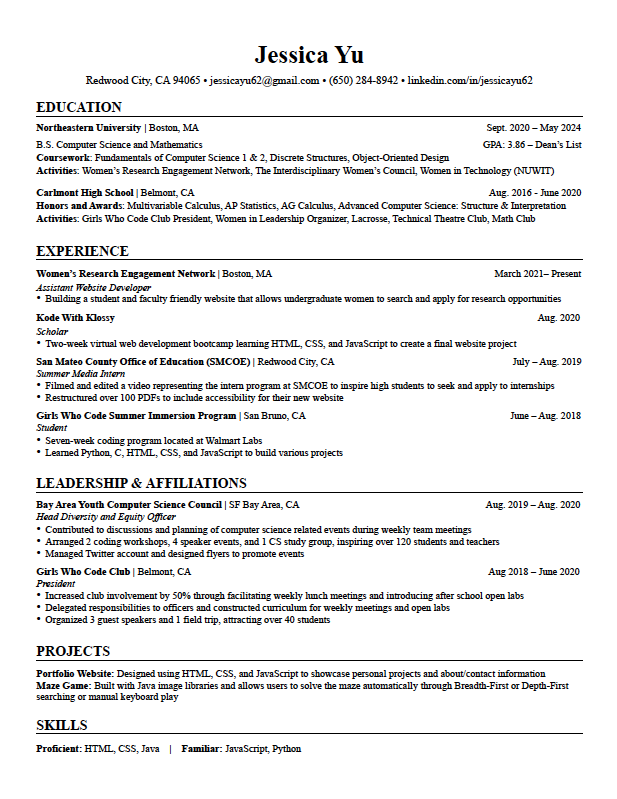 Jessica Yu
Redwood City, CA 94065 • jessicayu62@gmail.com • (650) 284-8942 • linkedin.com/in/jessicayu62
EDUCATION
Northeastern University | Boston, MA Sept. 2020 – May 2024
B.S. Computer Science and Mathematics GPA: 3.86 – Dean's List
Coursework: Fundamentals of Computer Science 1 & 2, Discrete Structures, Object-Oriented Design
Activities: Women's Research Engagement Network, The Interdisciplinary Women's Council, Women in Technology (NUWIT)
Carlmont High School | Belmont, CA Aug. 2016 - June 2020
Honors and Awards: Multivariable Calculus, AP Statistics, AG Calculus, Advanced Computer Science: Structure & Interpretation
Activities: Girls Who Code President, Women in Leadership Organizer, Lacrosse, Technical Theatre Club, Math Club
EXPERIENCE
Women's Research Engagement Network | Boston, MA March 2021– Present
Assistant Website Developer
• Building a student and faculty friendly website that allows undergraduate women to search and apply for research opportunities
Kode With Klossy Aug. 2020
Scholar
• Two-week virtual web development bootcamp learning HTML, CSS, and JavaScript to create a final website project
San Mateo County Office of Education (SMCOE) | Redwood City, CA July – Aug. 2019
Summer Media Intern
• Filmed and edited a video representing the intern program at SMCOE to inspire high students to seek and apply to internships
• Restructured over 100 PDFs to include accessibility for their new website
Girls Who Code Summer Immersion Program | San Bruno, CA June – Aug. 2018
Student
• Seven-week coding program located at Walmart Labs
• Learned Python, C, HTML, CSS, and JavaScript to build various projects
LEADERSHIP & AFFILIATIONS
Bay Area Youth Computer Science Council | SF Bay Area, CA Aug. 2019 – Aug. 2020
Head Diversity and Equity Officer
• Contributed to discussions and planning of computer science related events during weekly team meetings
• Arranged 2 coding workshops, 4 speaker events, and 1 CS study group, inspiring over 120 students and teachers
• Managed Twitter account and designed flyers to promote events
Girls Who Code Club | Belmont, CA Aug 2018 – June 2020
President
• Increased club involvement by 50% through facilitating weekly lunch meetings and introducing after school open labs
• Delegated responsibilities to officers and constructed curriculum for weekly meetings and open labs
• Organized 3 guest speakers and 1 field trip, attracting over 40 students
PROJECTS
Portfolio Website: Designed using HTML, CSS, and JavaScript to showcase personal projects and about/contact information
Maze Game: Built with Java image libraries and allows users to solve the maze automatically through Breadth-First or Depth-First
searching or manual keyboard play
SKILLS
Proficient: HTML, CSS, Java | Familiar: JavaScript, Python